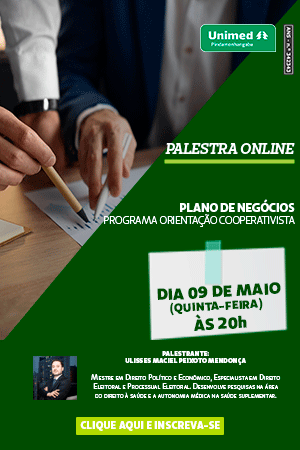 Unimed
Pindamonhangaba
PALESTRA ONLINE
PLANO DE NEGÓCIOS
PROGRAMA ORIENTAÇÃO COOPERATIVISTA
DIA 09 DE MAIO
(QUINTA-FEIRA)
ÀS 20h
PALESTRANTE:
ULISSES MACIEL PEIXOTO MENDONÇA
Mestre em Direito Político e Econômico, Especialista em Direito
Eleitoral e Processual Eleitoral. Desenvolve pesquisas na área
do direito à saúde e a autonomia médica na saúde suplementar.
CLIQUE AQUI E INSCREVA-SE